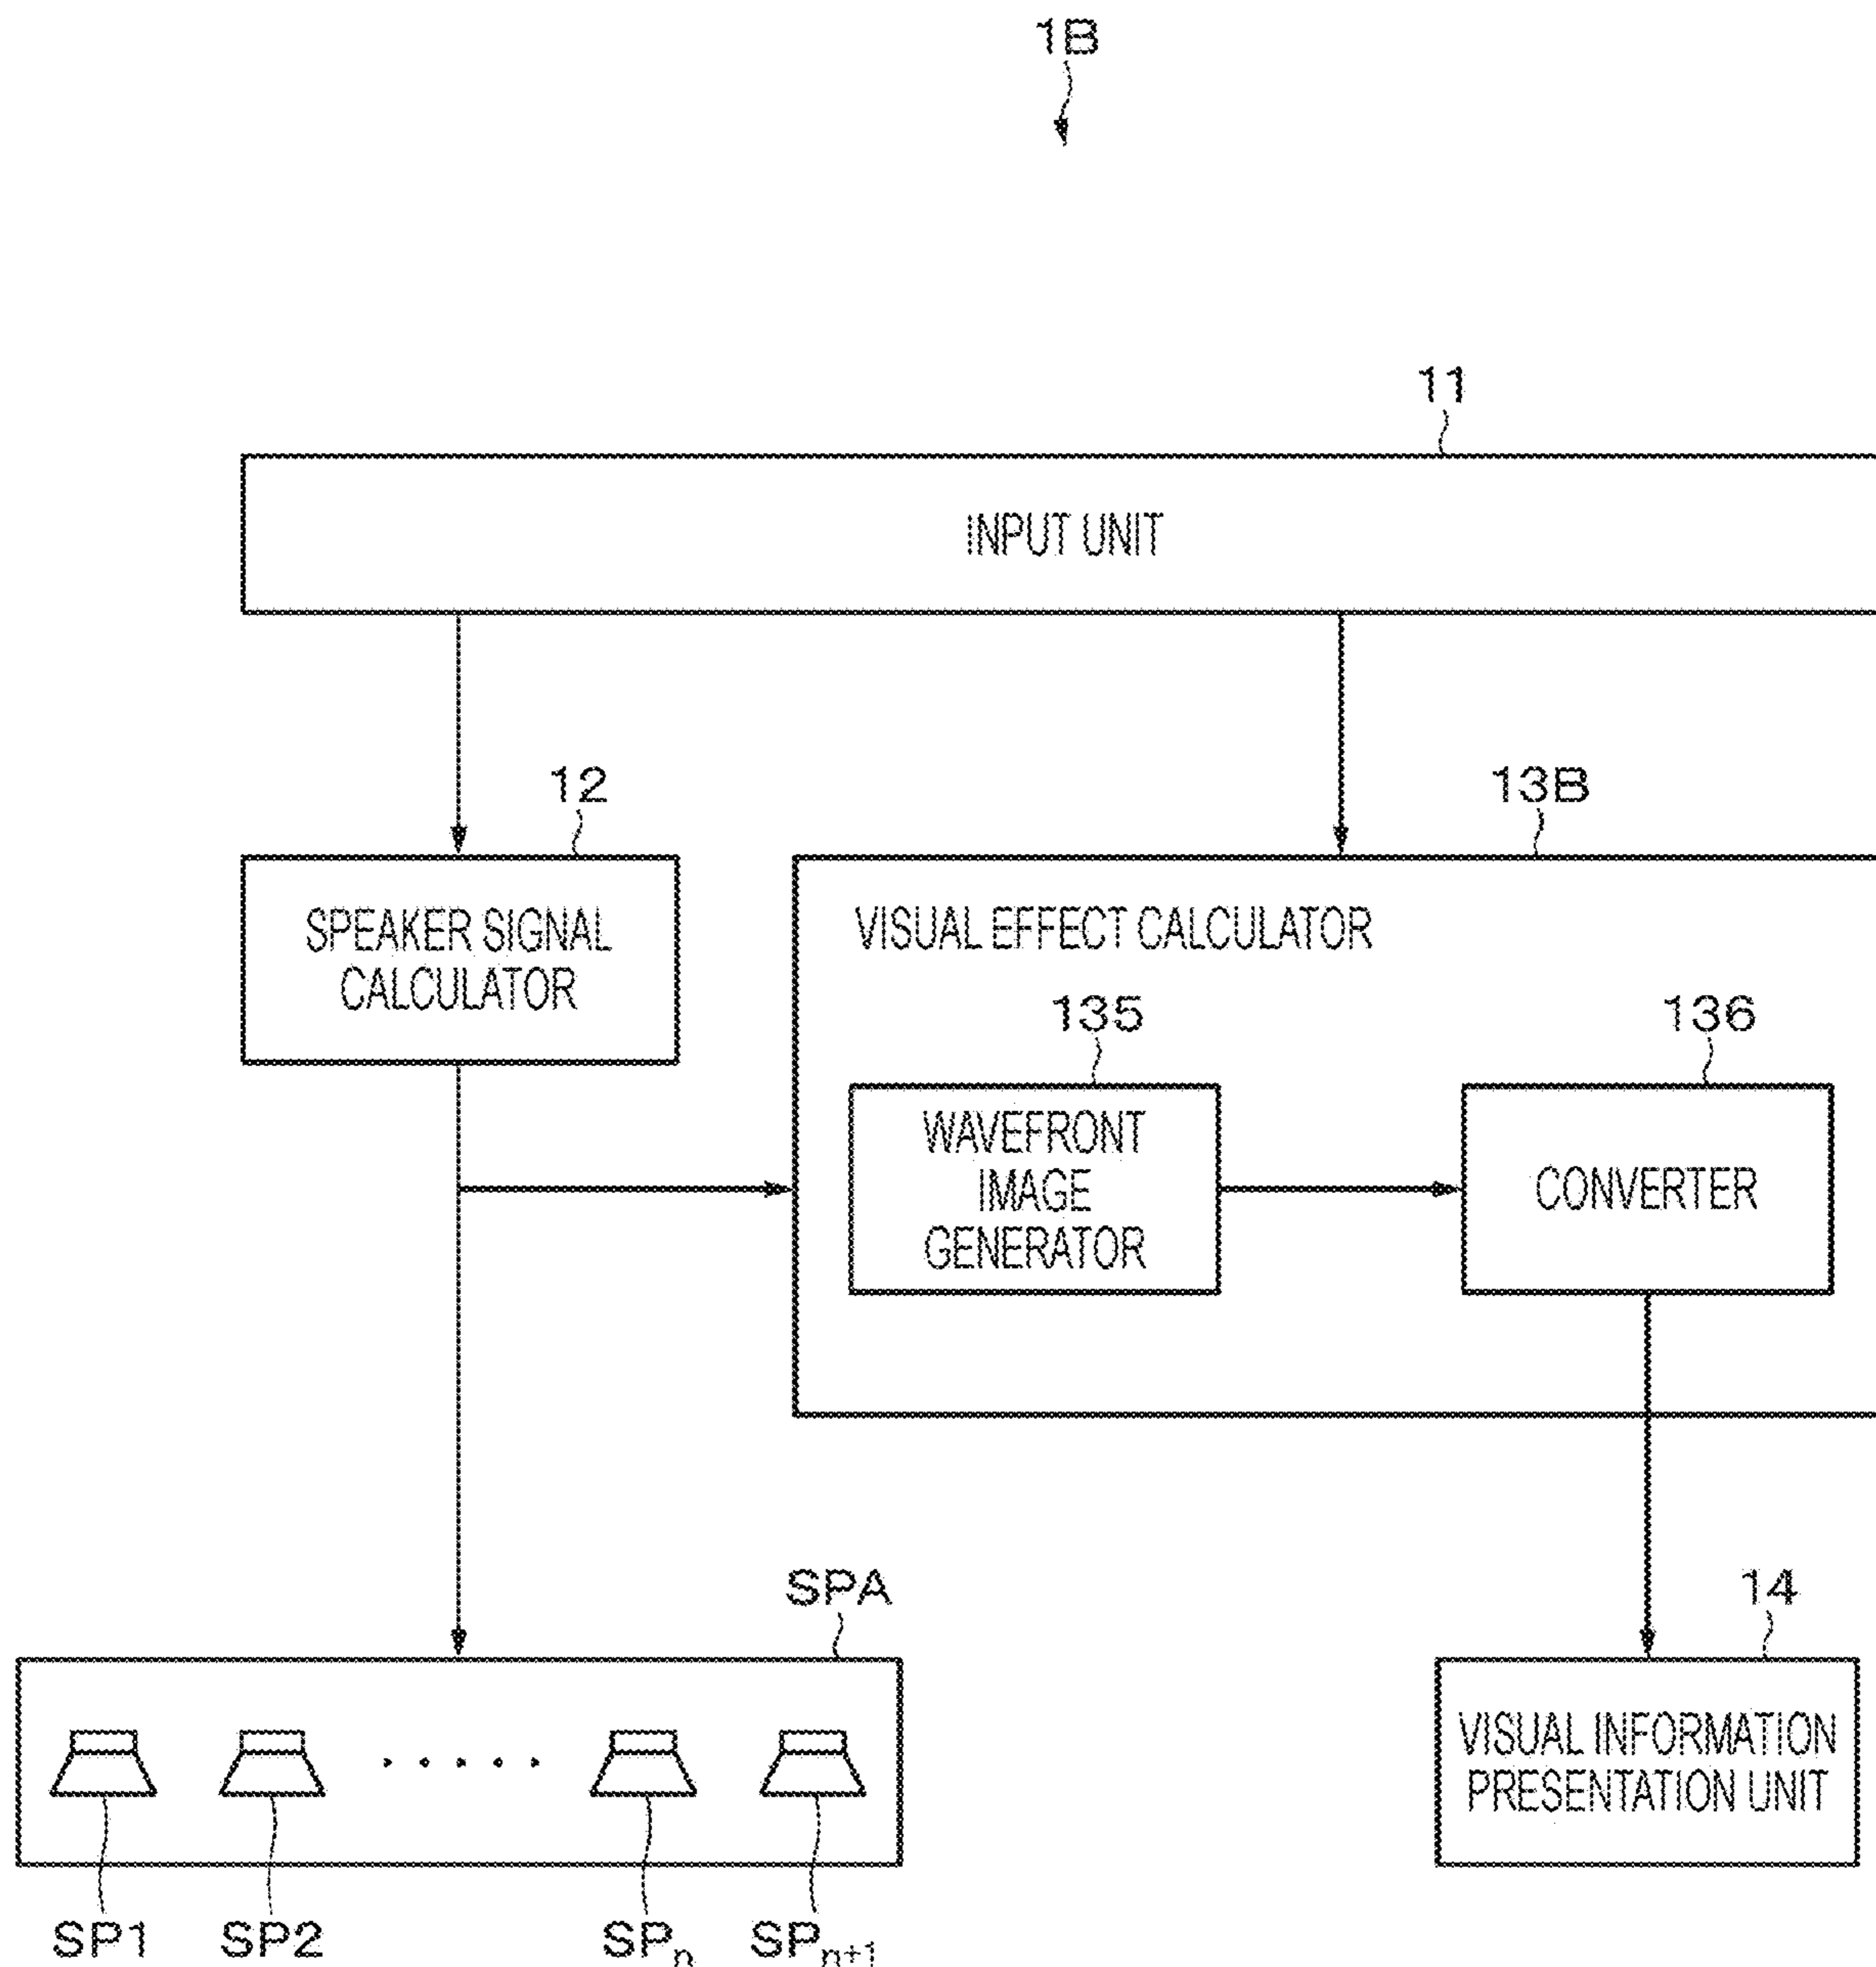 1B
11
INPUT UNIT
12
13B
SPEAKER SIGNAL
CALCULATOR
VISUAL EFFECT CALCULATOR
135
136
WAVEFRONT
IMAGE
GENERATOR
CONVERTER
SPA
14
VISUAL INFORMATION
PRESENTATION UNIT
SP1
SP2
SPn
SPn+1